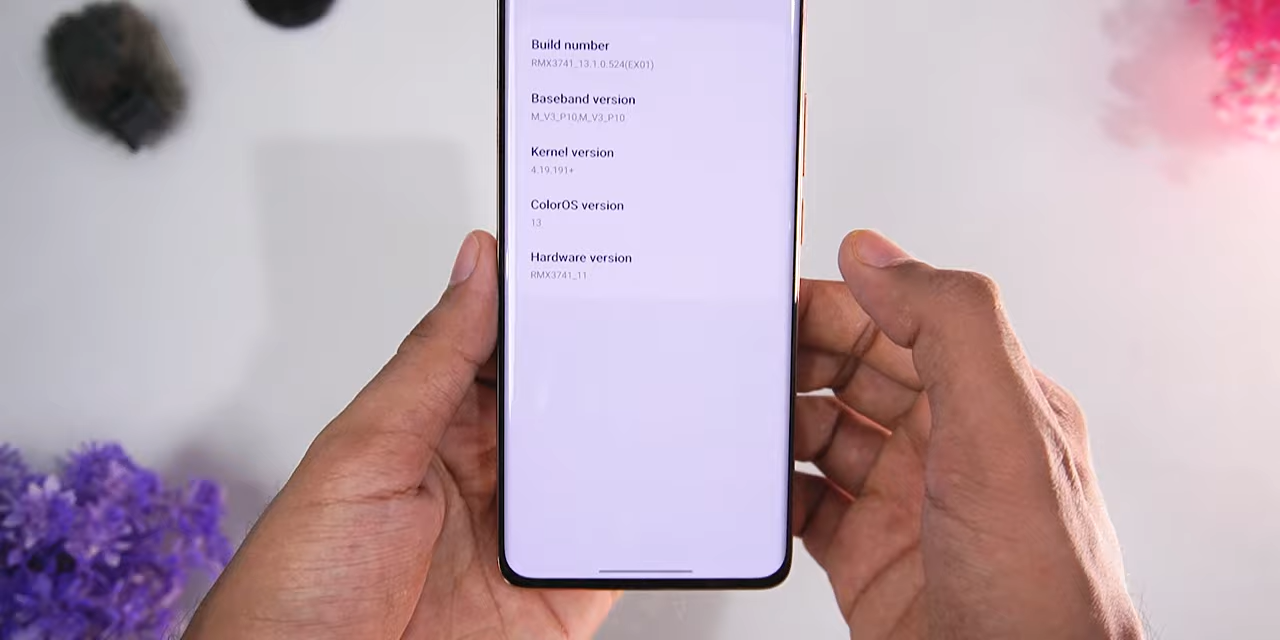 Build number
RMX3741_13.1.0.524(EX01)
Baseband version
M_V3_P10,M_V3_P10
Kernel version
4.19.191+
ColorOS version
13
Hardware version
RMX3741_11